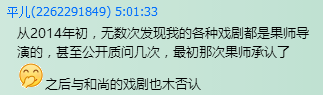 平儿(2262291849) 5:01:33
从2014年初，无数次发现我的各种戏剧都是果师导
演的，甚至公开质问几次，最初那次果师承认了
之后与和尚的戏剧也木否认